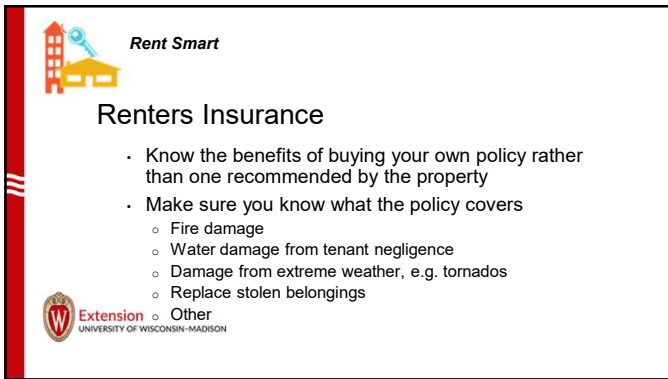 Rent Smart
Renters Insurance
• Know the benefits of buying your own policy rather
than one recommended by the property
• Make sure you know what the policy covers
○ Fire damage
○ Water damage from tenant negligence
○ Damage from extreme weather, e.g. tornados
○ Replace stolen belongings
○ Other
W
Extension
UNIVERSITY OF WISCONSIN-MADISON